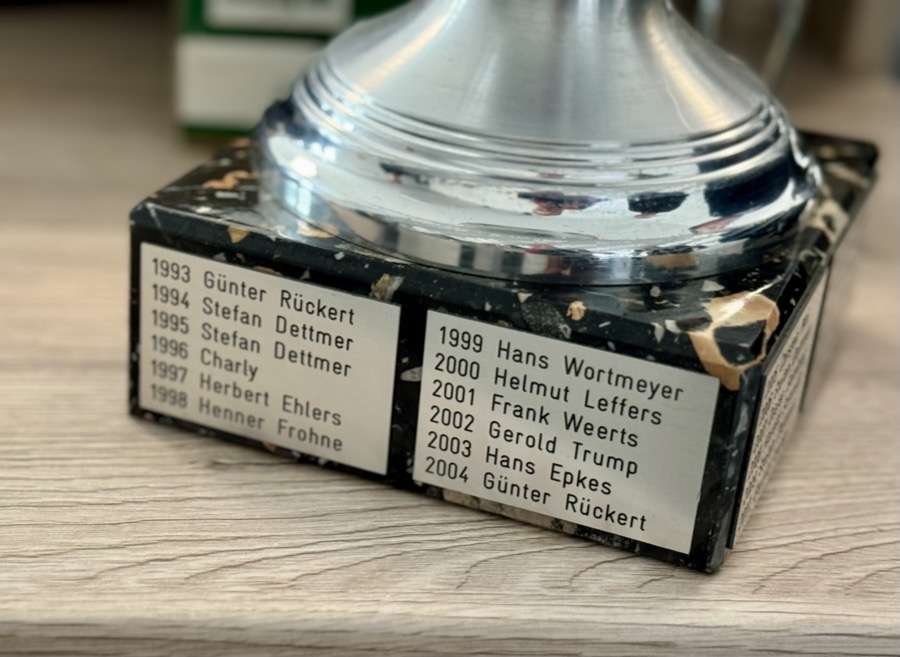 1993 Günter Rückert
1994 Stefan Dettmer
1995 Stefan Dettmer
1996 Charly
1997 Herbert Ehlers
1998 Henner Frohne
1999 Hans Wortmeyer
2000 Helmut Leffers
2001 Frank Weerts
2002 Gerold Trump
2003 Hans Epkes
2004 Günter Rückert